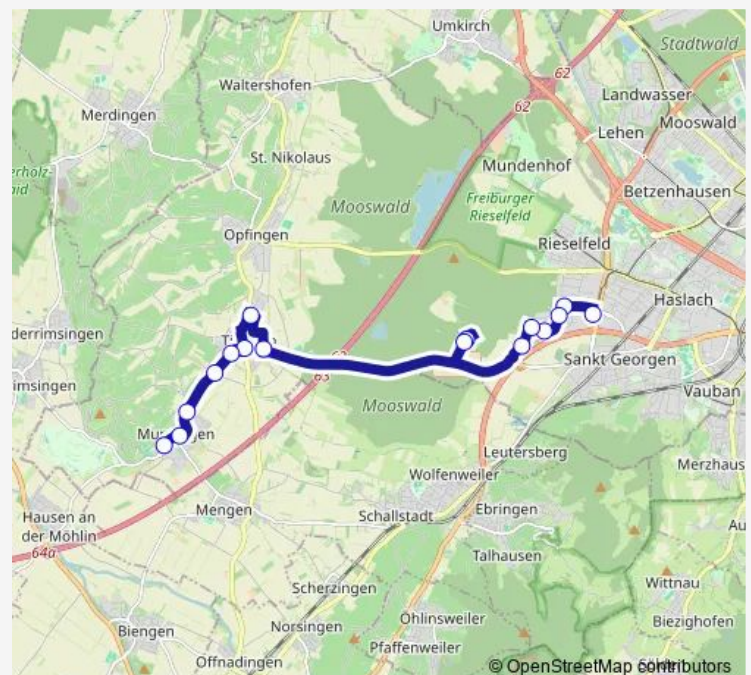 Umkirch
Stadtwald
62
Waltershofen
Landwasser
62
Merdingen
Mooswald
Lehen
St. Nikolaus
Mundenhof
Betzenhausen
Mooswald
Freiburger
Rieselfeld
Opfingen
Rieselfeld
Haslach
derrimsingen
62
63
Sankt Georgen
imsingen
Vauban
Mooswald
Leutersberg
Merzhaus
Wolfenweiler
Mengen
Schallstadt
Ebringen
Hausen an
der Möhlin
Au
64a
Talhausen
Wittnau
Scherzingen
Biengen
Norsingen
Öhlinsweiler
Biezighofen
Pfaffenweiler
Offnadingen
© OpenStreetMap contributors